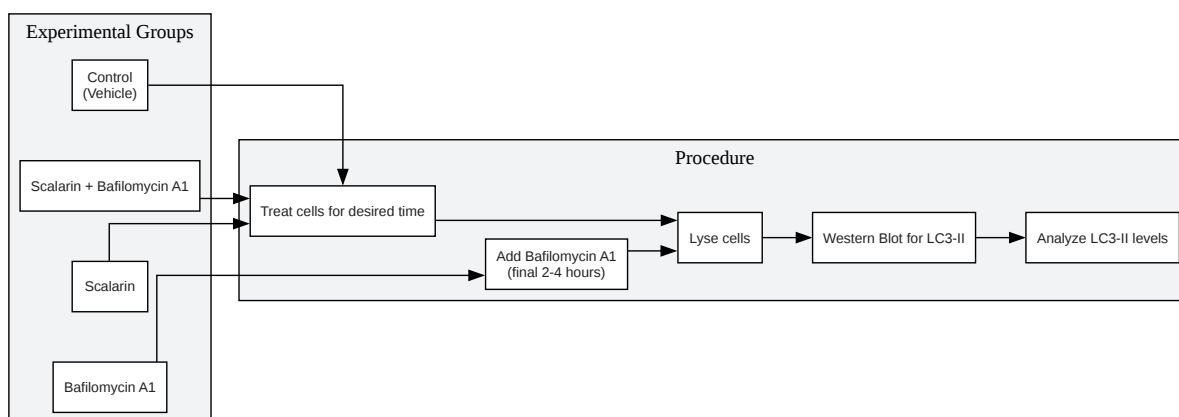 Experimental Groups
Control
(Vehicle)
Scalarin + Bafilomycin A1
Scalarin
Bafilomycin A1
Procedure
Treat cells for desired time
Add Bafilomycin A1
(final 2-4 hours)
Lyse cells
Western Blot for LC3-II
Analyze LC3-II levels